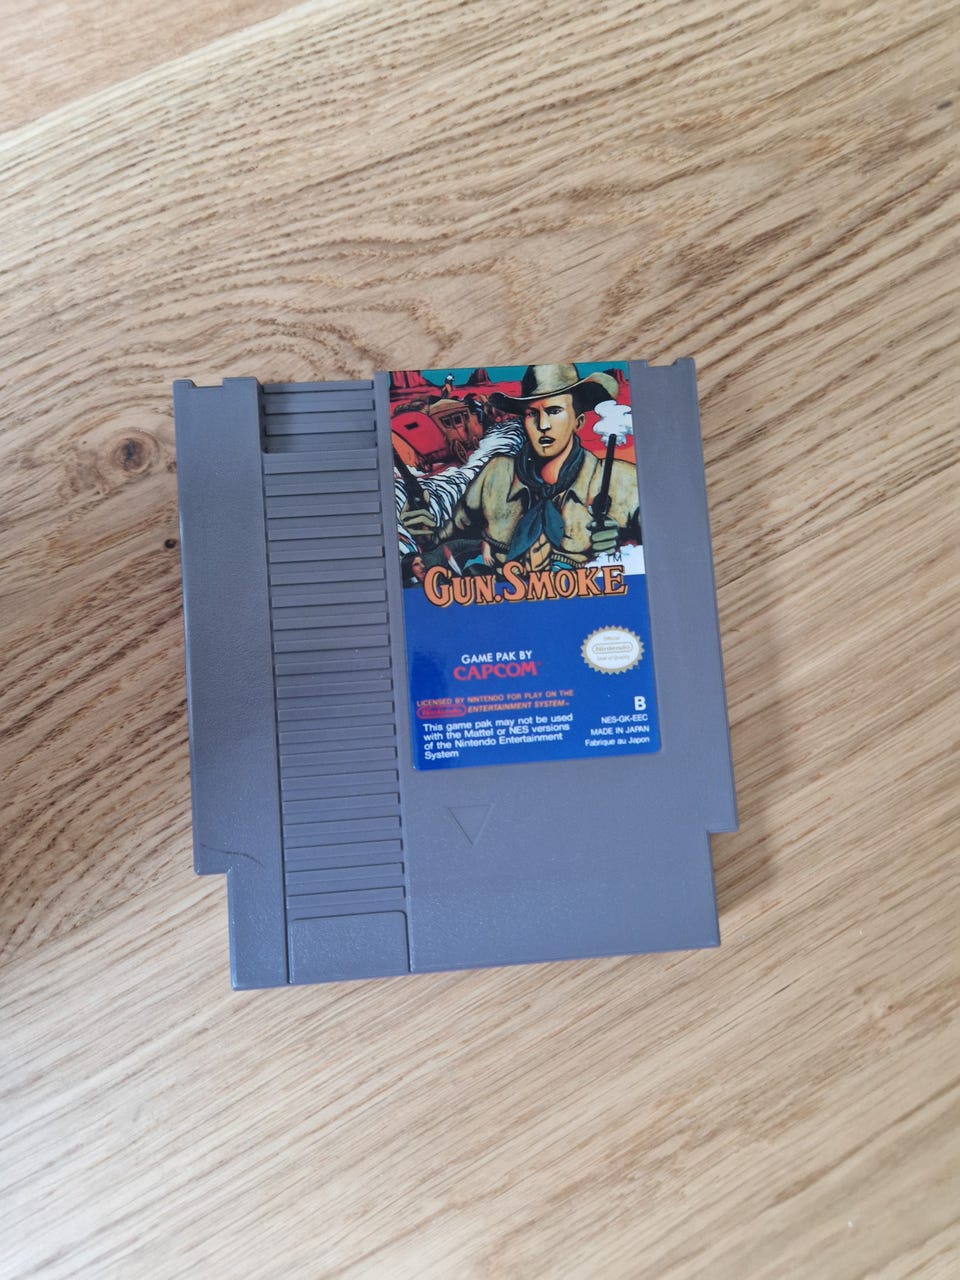 TM
GUN.SMOKE
GAME PAK BY
CAPCOM
Official
Nintendo
Seal of Quality
LICENSED BY NINTENDO FOR PLAY ON THE
Nintendo ENTERTAINMENT SYSTEM™
This game pak may not be used
with the Mattel or NES versions
of the Nintendo Entertainment
System
B
NES-GK-EEC
MADE IN JAPAN
Fabriqué au Japon